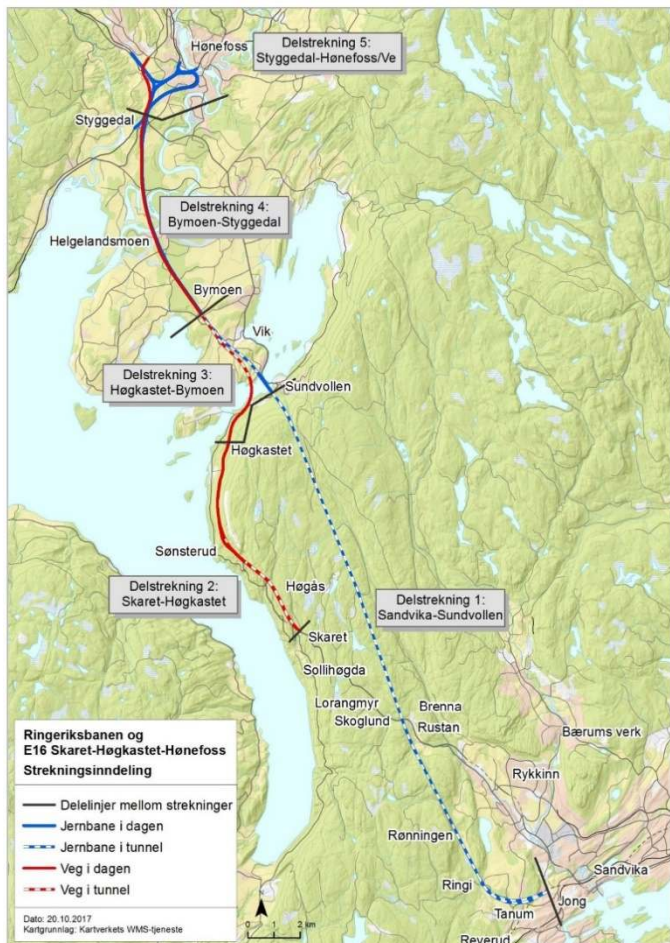 Hønefoss
Delstrekning 5:
Styggedal-Hønefoss/Ve
Styggedal
Delstrekning 4:
Bymoen-Styggedal
Helgelandsmoen
Bymoen
Vik
Delstrekning 3:
Høgkastet-Bymoen
Sundvollen
Høgkastet
Sønsterud
Delstrekning 2:
Skaret-Høgkastet
Høgås
Delstrekning 1:
Sandvika-Sundvollen
Skaret
Sollihøgda
Lorangmyr
Skoglund
Brenna
Rustan
Bærums verk
Rykkinn
Rønningen
Sandvika
Ringi
Jong
Tanum
Reverud
Ringeriksbanen og
E16 Skaret-Høgkastet-Hønefoss
Strekningsinndeling
Delelinjer mellom strekninger
Jernbane i dagen
Jernbane i tunnel
Veg i dagen
Veg i tunnel
Dato: 20.10.2017
Kartgrunnlag: Kartverkets WMS-tjeneste
0 1 2 km